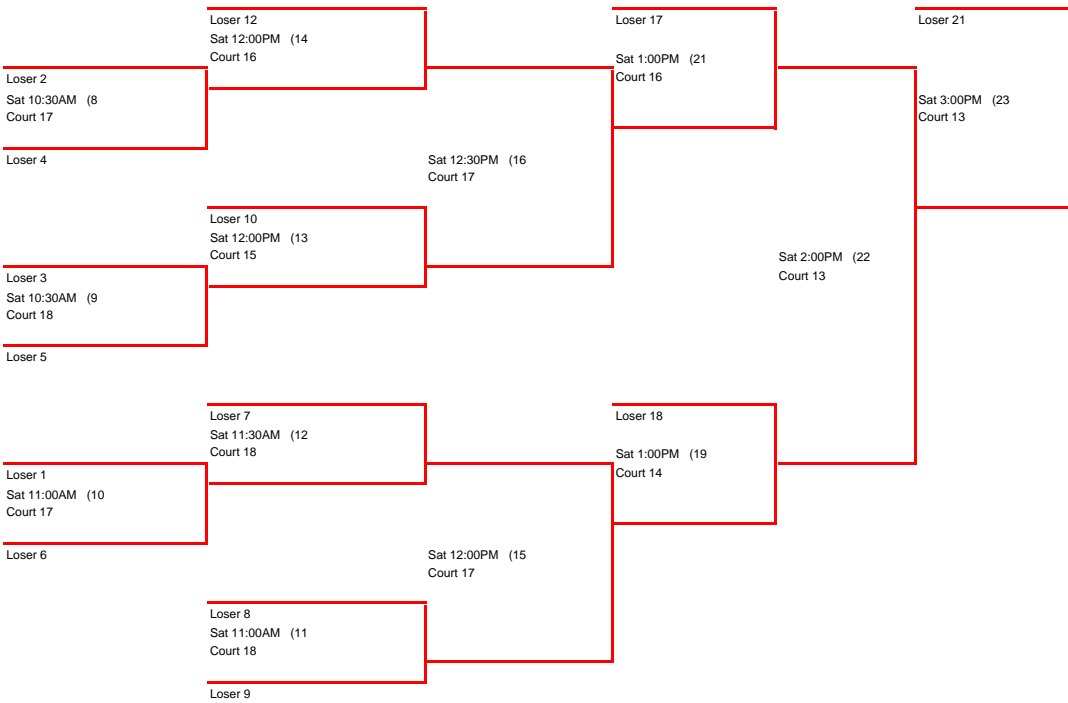 Loser 12
Sat 12:00PM (14
Court 16
Loser 2
Sat 10:30AM (8
Court 17
Loser 4
Loser 17
Sat 1:00PM (21
Court 16
Loser 21
Sat 3:00PM (23
Court 13
Sat 12:30PM (16
Court 17
Loser 10
Sat 12:00PM (13
Court 15
Loser 3
Sat 10:30AM (9
Court 18
Loser 5
Sat 2:00PM (22
Court 13
Loser 7
Sat 11:30AM (12
Court 18
Loser 1
Sat 11:00AM (10
Court 17
Loser 6
Loser 18
Sat 1:00PM (19
Court 14
Sat 12:00PM (15
Court 17
Loser 8
Sat 11:00AM (11
Court 18
Loser 9